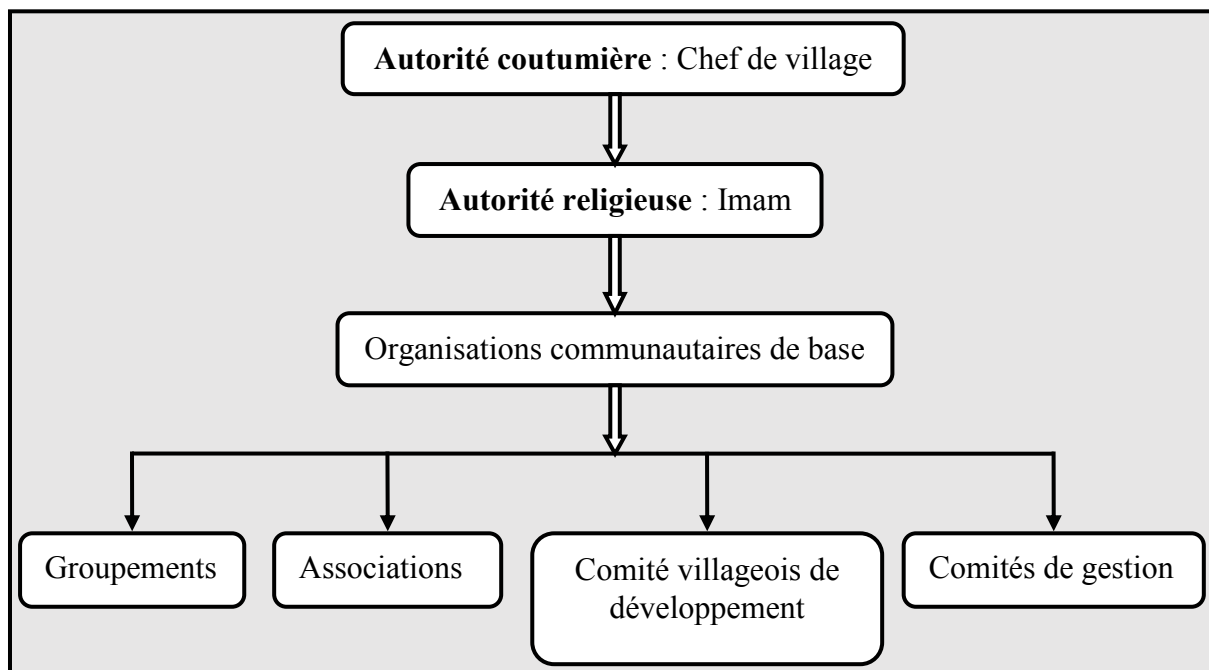 Autorité coutumière : Chef de village
Autorité religieuse : Imam
Organisations communautaires de base
Groupements
Associations
Comité villageois de
développement
Comités de gestion